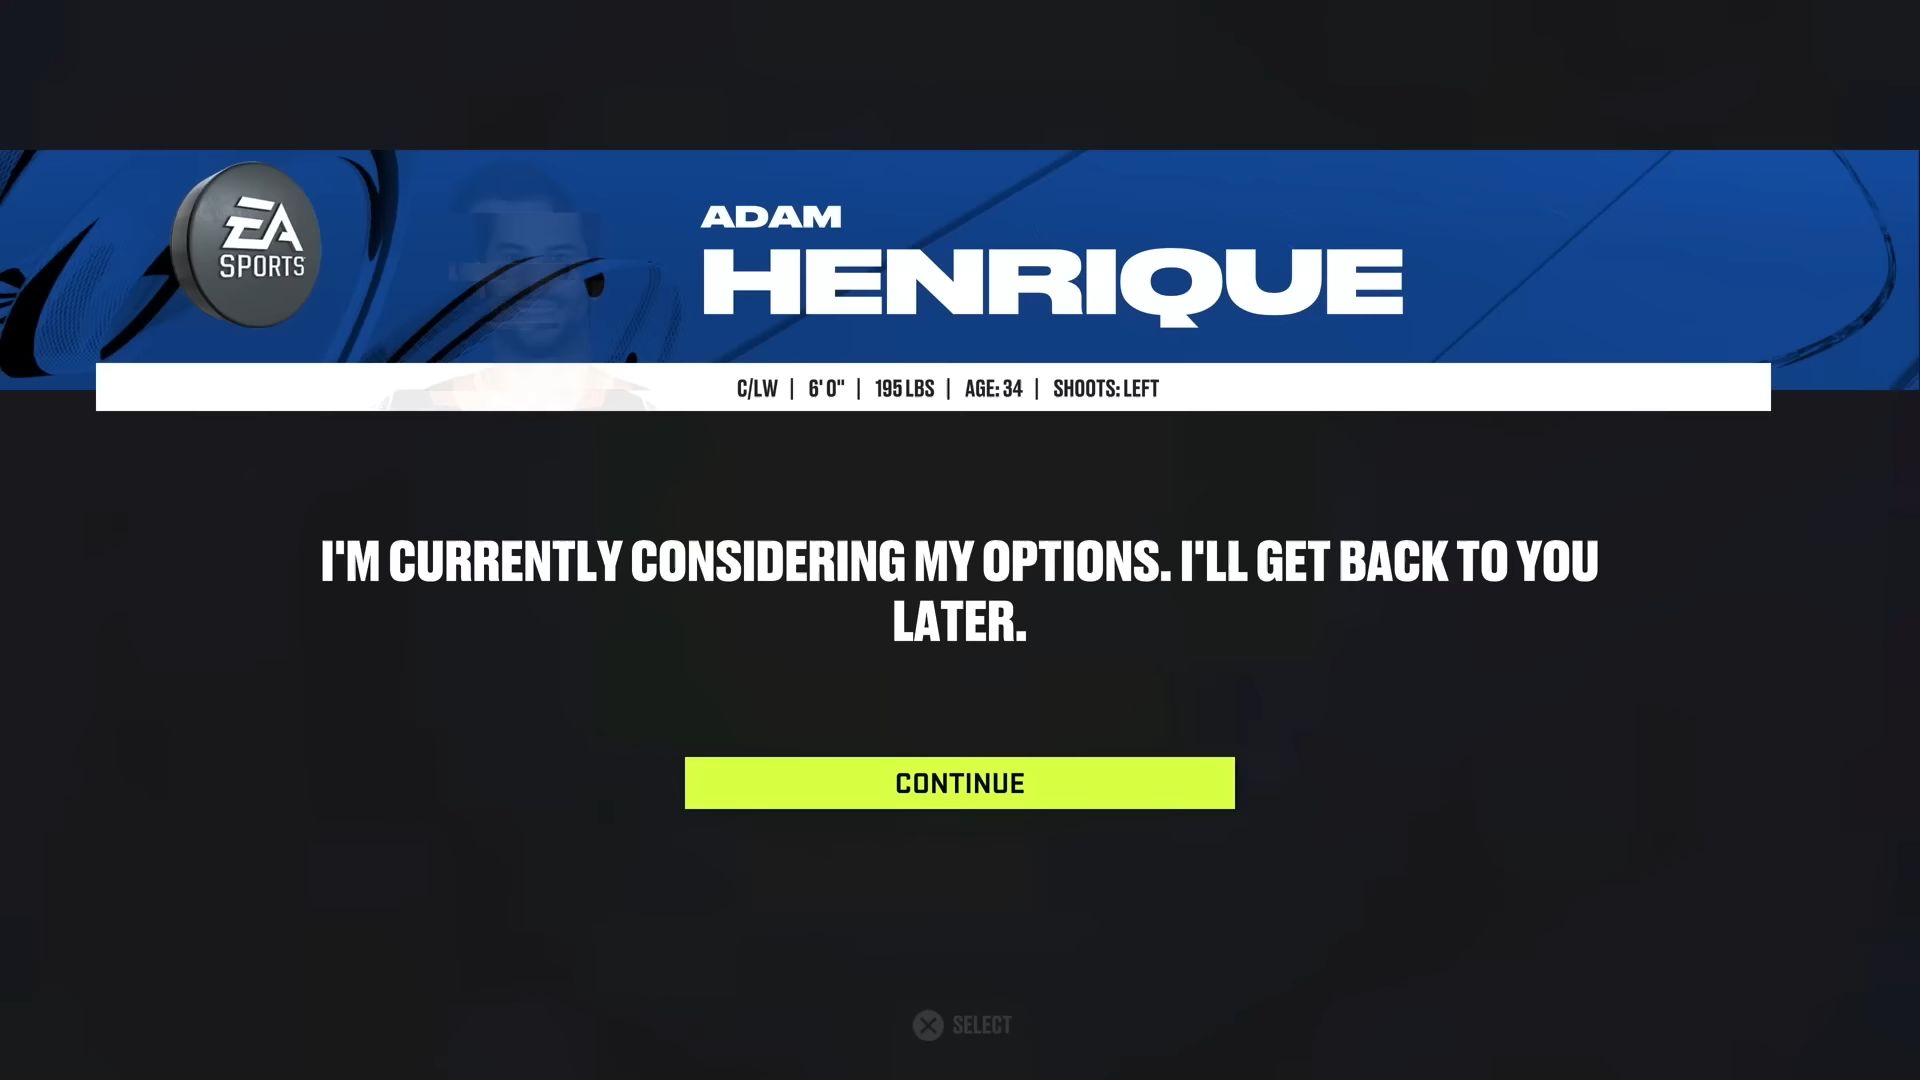 EA
SPORTS
ADAM
HENRIQUE
C/LW | 6' 0" | 195 LBS | AGE: 34 | SHOOTS: LEFT
I'M CURRENTLY CONSIDERING MY OPTIONS. I'LL GET BACK TO YOU
LATER.
CONTINUE
SELECT